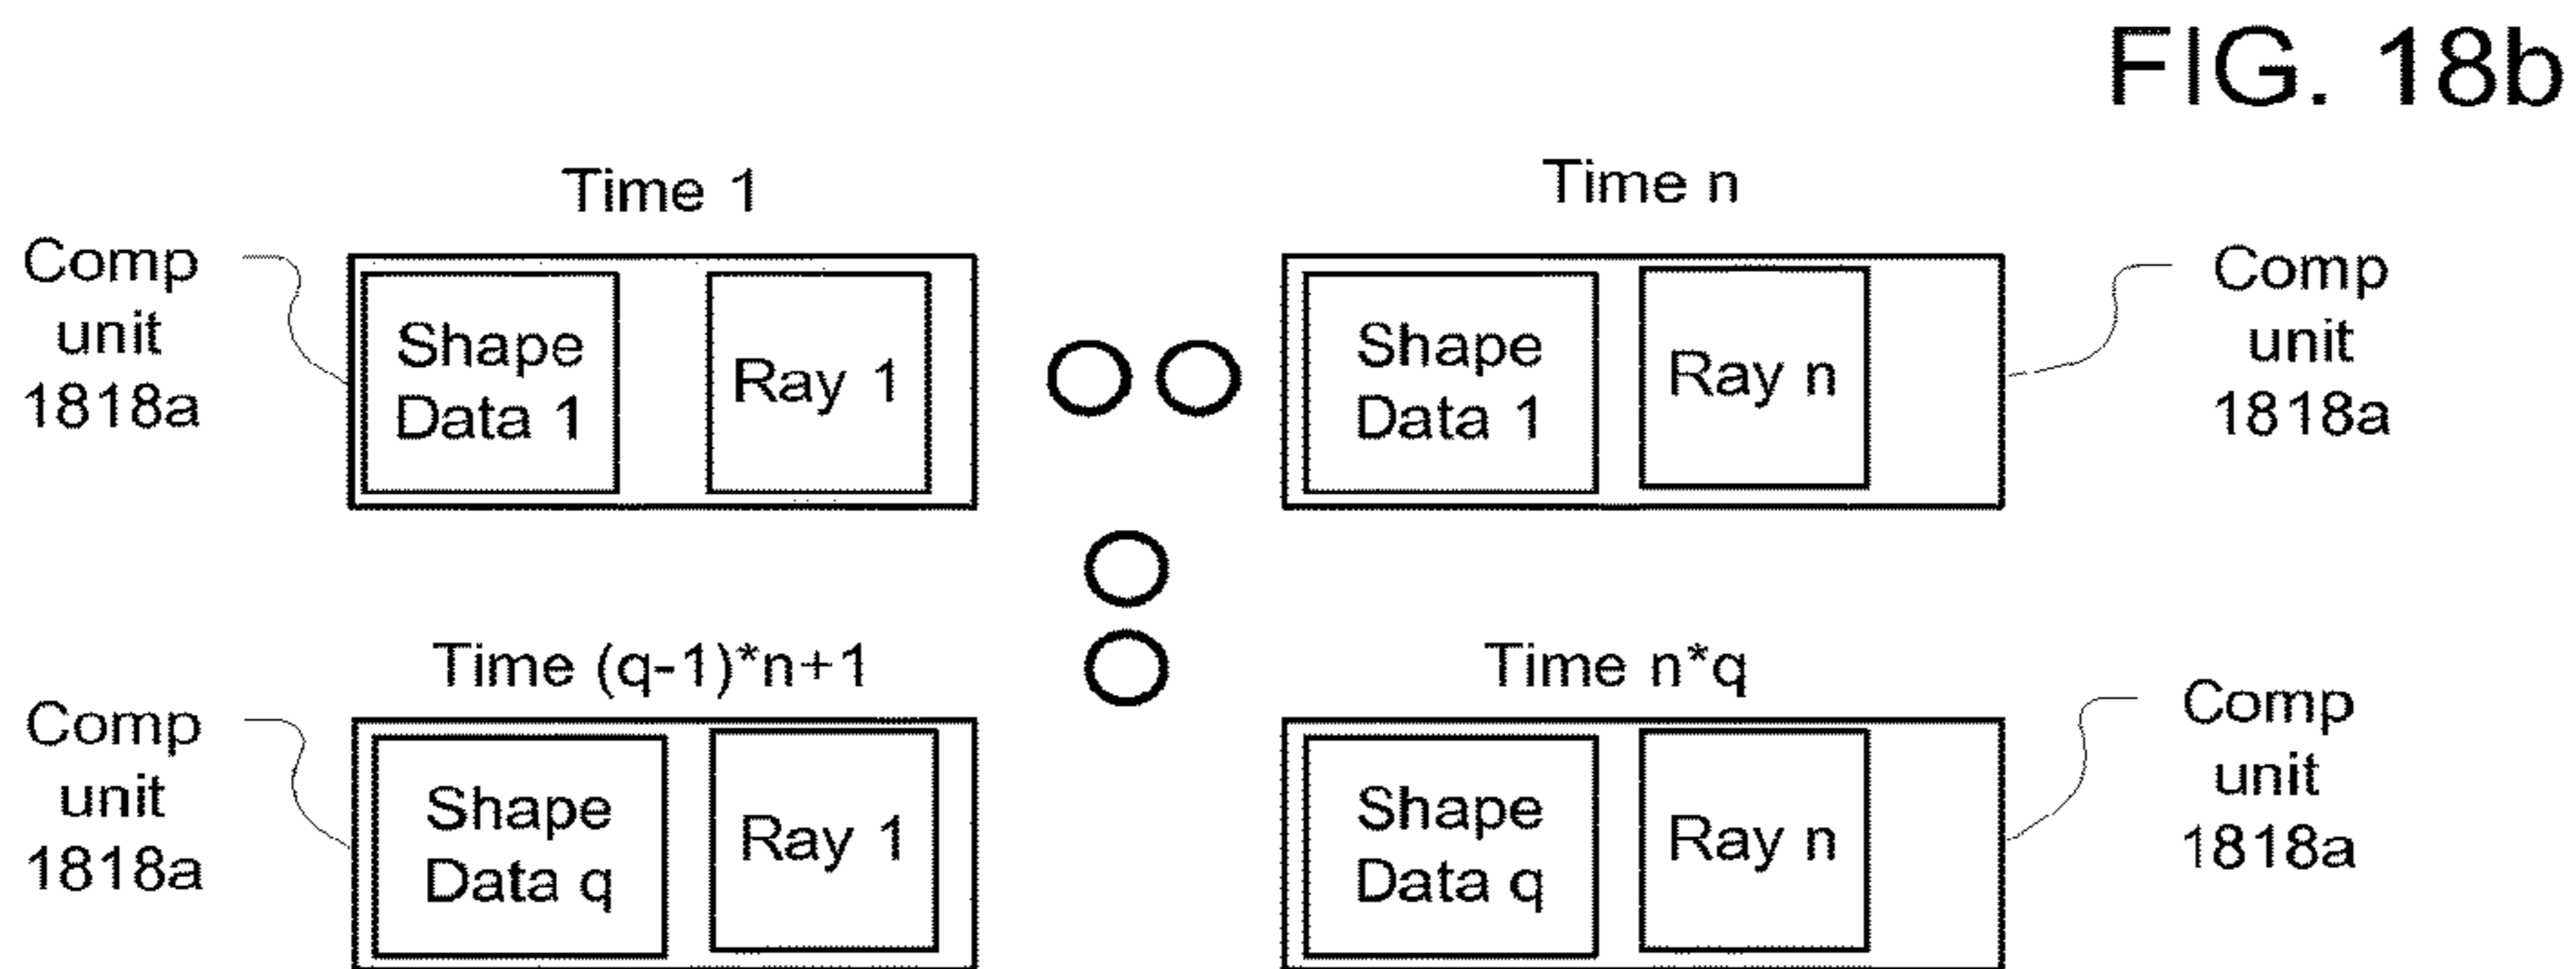 FIG. 18b
Time 1
Time n
Comp
unit
1818a
Shape
Data 1
Ray 1
Shape
Data 1
Ray n
Comp
unit
1818a
Time (q-1)*n+1
Time n*q
Comp
unit
1818a
Shape
Data q
Ray 1
Shape
Data q
Ray n
Comp
unit
1818a